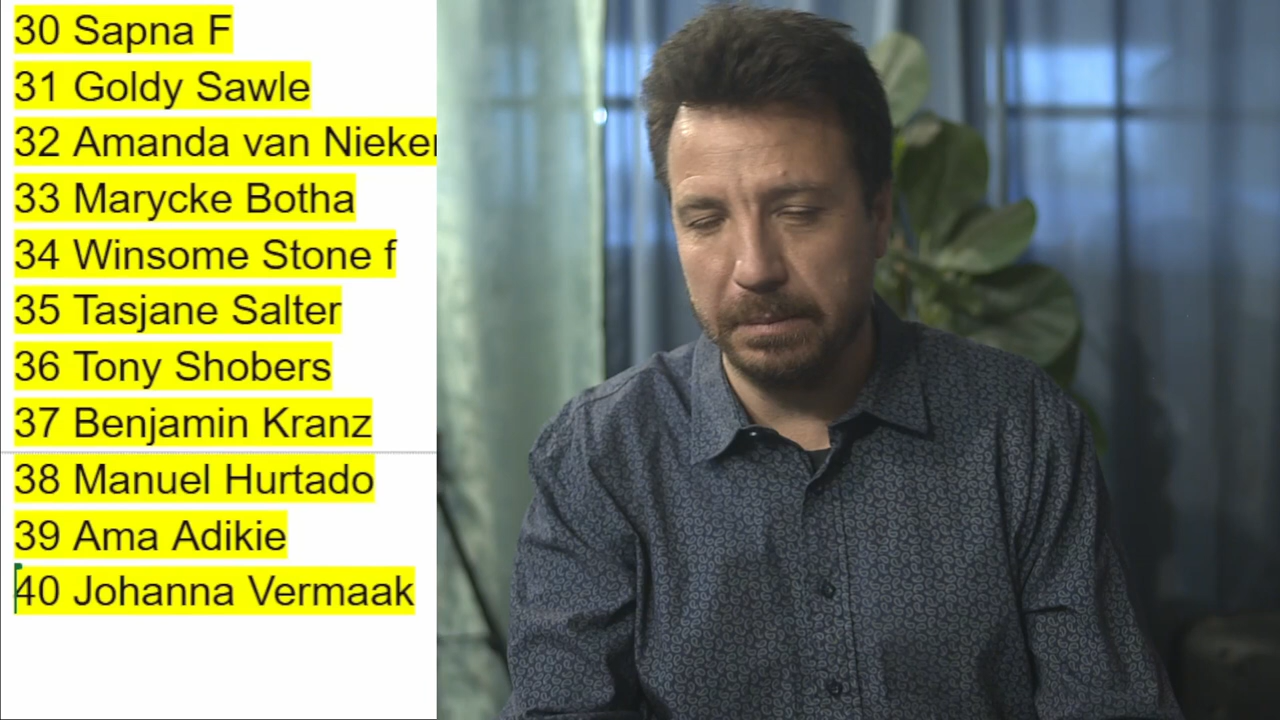 30 Sapna F
31 Goldy Sawle
32 Amanda van
33 Marycke Botha
34 Winsome Stone f
35 Tasjane Salter
36 Tony Shobers
37 Benjamin Kranz
38 Manuel Hurtado
39 Ama Adikie
40 Johanna Vermaak